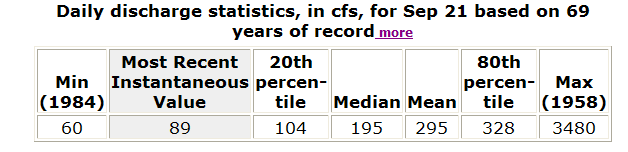 Daily discharge statistics, in cfs, for Sep 21 based on 69
years of record more
Most Recent 20th 80th
Min Instantaneous percen- percen- Max
(1984) Value tile Median Mean tile (1958)
60 89 104 195 295 328 3480